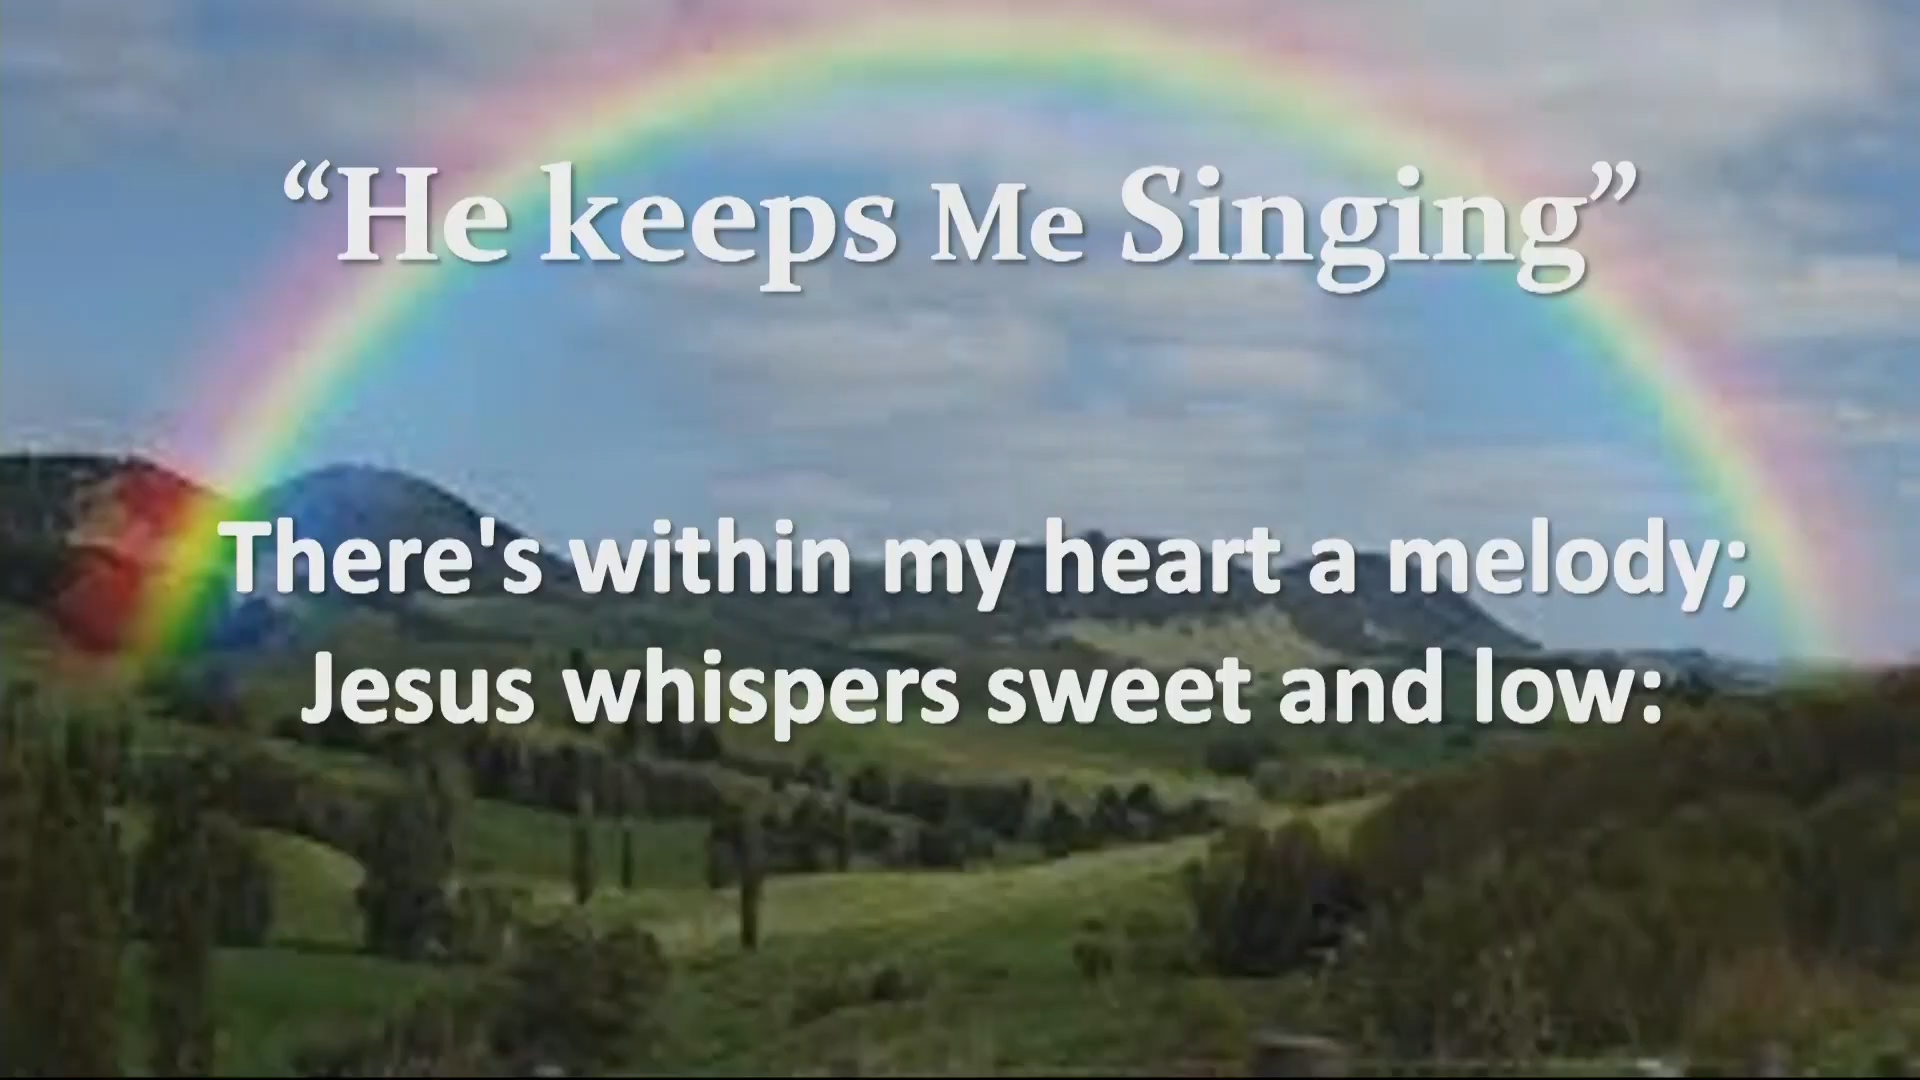 “He keeps Me Singing”
There's within my heart a melody;
Jesus whispers sweet and low: